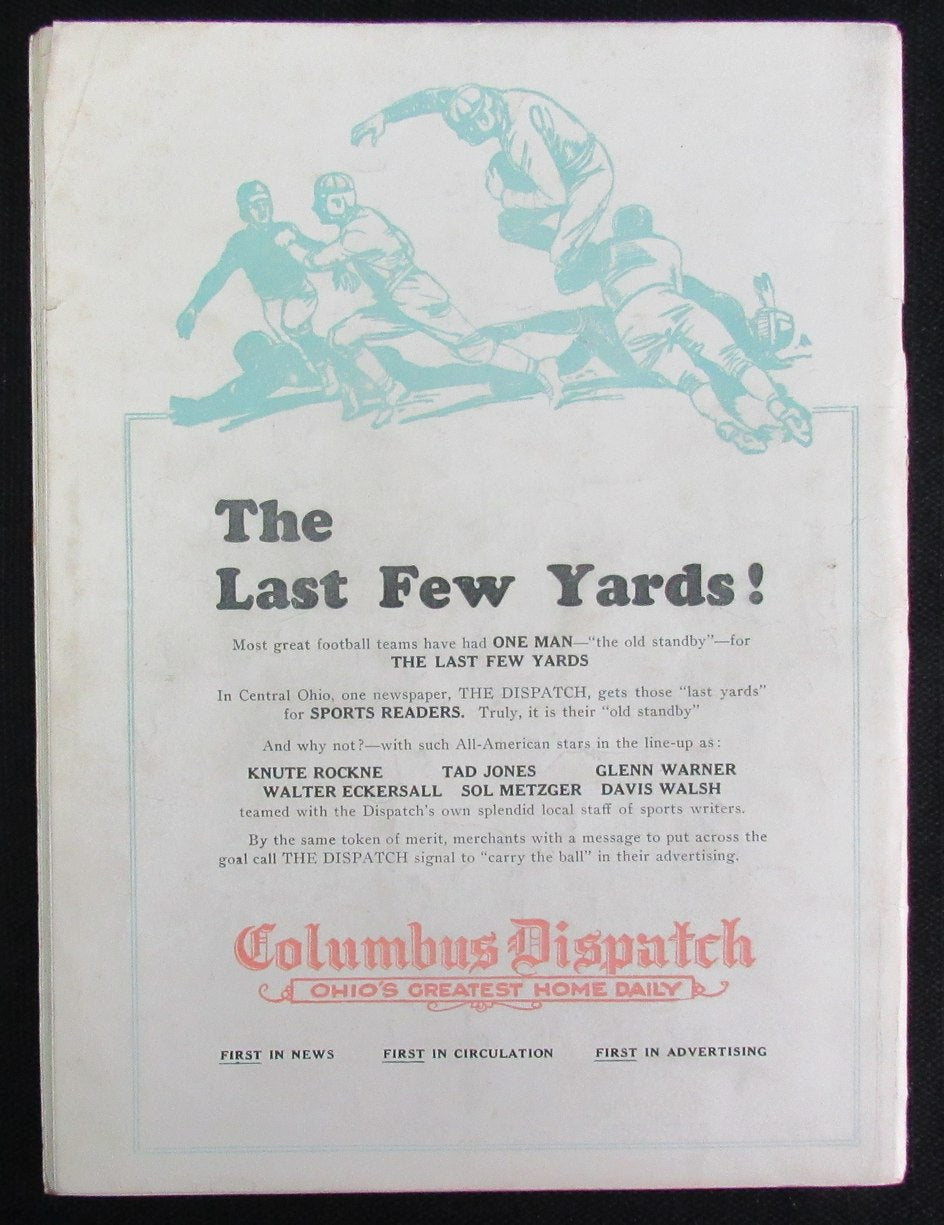 The
Last Few Yards!
Most great football teams have had ONE MAN—“the old standby”—for
THE LAST FEW YARDS
In Central Ohio, one newspaper, THE DISPATCH, gets those “last yards”
for SPORTS READERS. Truly, it is their “old standby”
And why not?—with such All-American stars in the line-up as:
KNUTE ROCKNE TAD JONES GLENN WARNER
WALTER ECKERSALL SOL METZGER DAVIS WALSH
teamed with the Dispatch’s own splendid local staff of sports writers.
By the same token of merit, merchants with a message to put across the
goal call THE DISPATCH signal to “carry the ball” in their advertising.
Columbus Dispatch
OHIO’S GREATEST HOME DAILY
FIRST IN NEWS FIRST IN CIRCULATION FIRST IN ADVERTISING